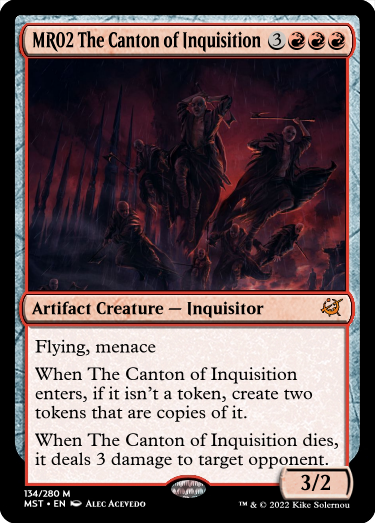 MR02 The Canton of Inquisition 3
Artifact Creature — Inquisitor
Flying, menace
When The Canton of Inquisition
enters, if it isn't a token, create two
tokens that are copies of it.
When The Canton of Inquisition dies,
it deals 3 damage to target opponent.
3/2
134/280 M
MST • EN Alec Acevedo
™ & © 2022 Kike Solernou